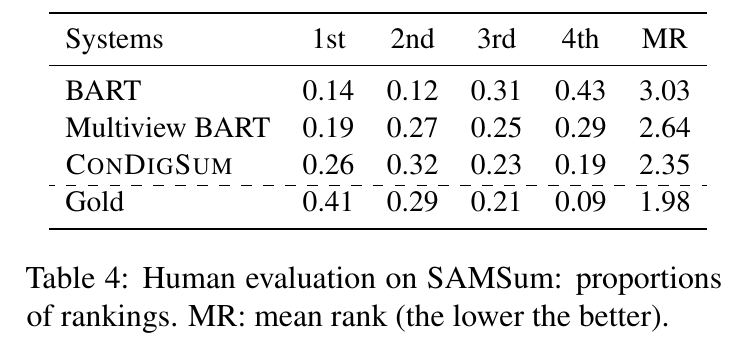 Systems 1st 2nd 3rd 4th MR
BART 0.14 0.12 0.31 0.43 3.03
Multiview BART 0.19 0.27 0.25 0.29 2.64
CONDIGSUM 0.26 0.32 0.23 0.19 2.35
Gold 0.41 0.29 0.21 0.09 1.98
Table 4: Human evaluation on SAMSum: proportions
of rankings. MR: mean rank (the lower the better).